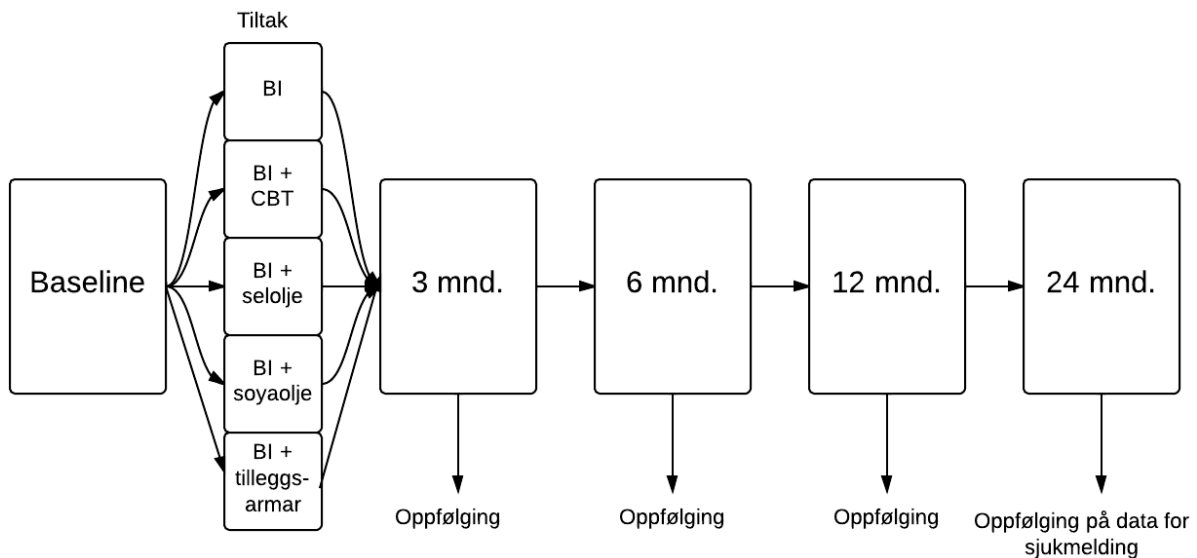 Tiltak
BI
BI +
CBT
BI +
selolje
BI +
soyaolje
BI +
tilleggs-
armar
Baseline
3 mnd.
6 mnd.
12 mnd.
24 mnd.
Oppfølging
Oppfølging
Oppfølging
Oppfølging på data for
sjukmelding